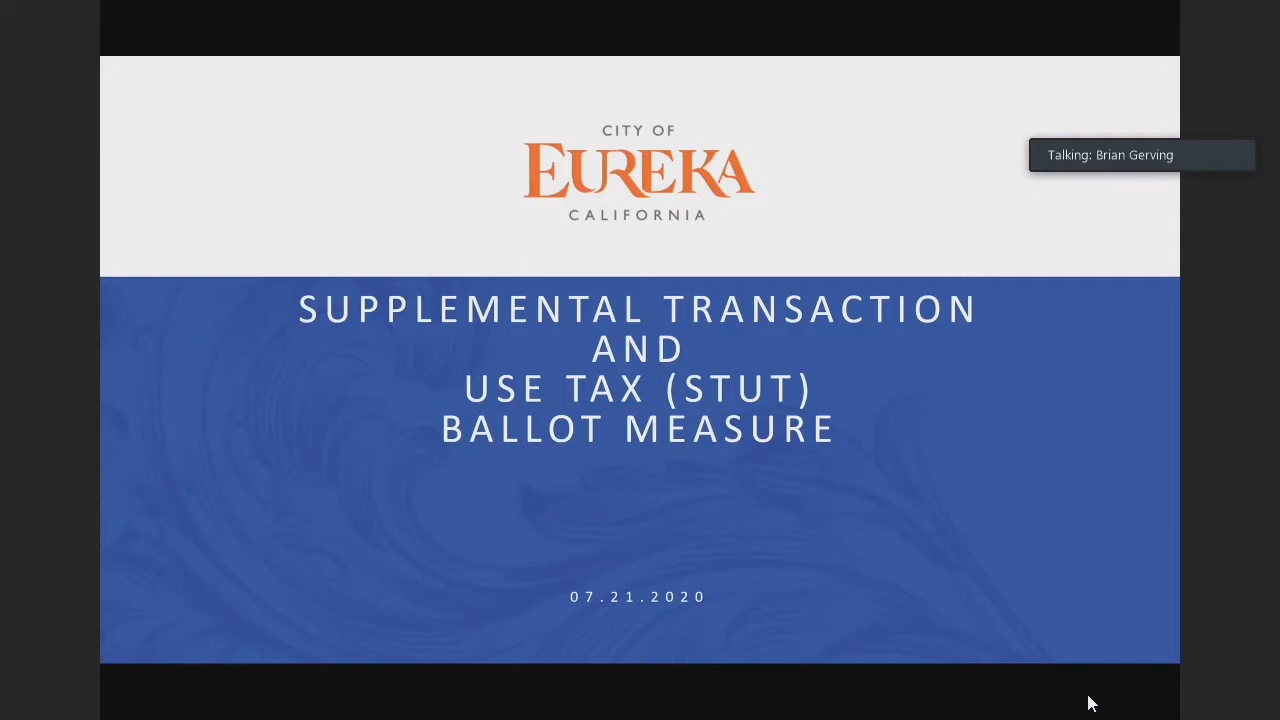 CITY OF
EUREKA
CALIFORNIA
Talking: Brian Gerving
SUPPLEMENTAL TRANSACTION
AND
USE TAX (STUT)
BALLOT MEASURE
07.21.2020